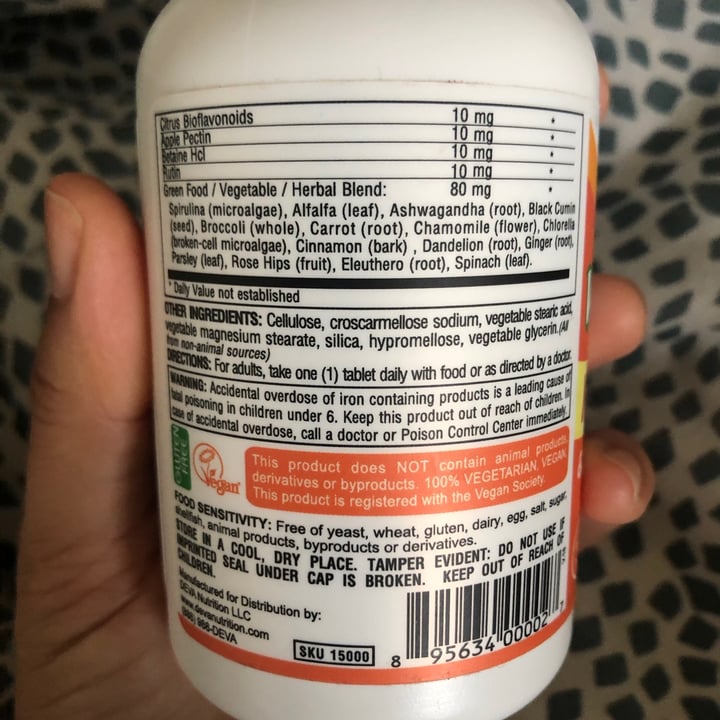 Citrus Bioflavonoids 10 mg *
Apple Pectin 10 mg *
Betaine Hcl 10 mg *
Rutin 10 mg *
Green Food / Vegetable / Herbal Blend: 80 mg *
Spirulina (microalgae), Alfalfa (leaf), Ashwagandha (root), Black Cumin
(seed), Broccoli (whole), Carrot (root), Chamomile (flower), Chlorella
(broken-cell microalgae), Cinnamon (bark) , Dandelion (root), Ginger (root),
Parsley (leaf), Rose Hips (fruit), Eleuthero (root), Spinach (leaf).
* Daily Value not established
OTHER INGREDIENTS: Cellulose, croscarmellose sodium, vegetable stearic acid,
vegetable magnesium stearate, silica, hypromellose, vegetable glycerin. (All
from non-animal sources)
DIRECTIONS: For adults, take one (1) tablet daily with food or as directed by a doctor.
WARNING: Accidental overdose of iron containing products is a leading cause of
fatal poisoning in children under 6. Keep this product out of reach of children. In
case of accidental overdose, call a doctor or Poison Control Center immediately.
GLUTEN
FREE
Vegan
This product does NOT contain animal products,
derivatives or byproducts. 100% VEGETARIAN, VEGAN.
This product is registered with the Vegan Society.
FOOD SENSITIVITY: Free of yeast, wheat, gluten, dairy, egg, salt, sugar,
shellfish, animal products, byproducts or derivatives.
STORE IN A COOL, DRY PLACE. TAMPER EVIDENT: DO NOT USE IF
IMPRINTED SEAL UNDER CAP IS BROKEN. KEEP OUT OF REACH OF
CHILDREN.
Manufactured for Distribution by:
DEVA Nutrition LLC
www.devanutrition.com
(888) 988-DEVA
SKU 15000
8 95634 00002 7